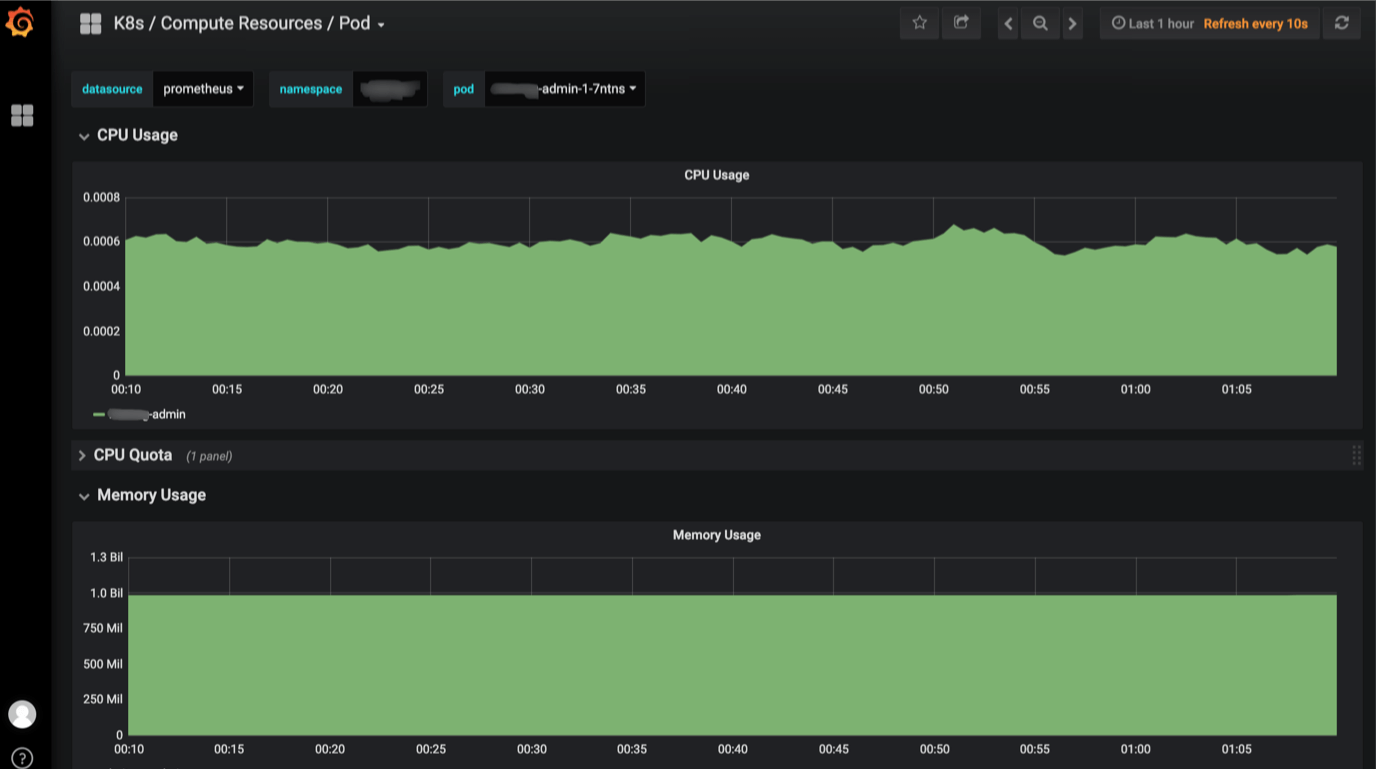 K8s / Compute Resources / Pod
Last 1 hour Refresh every 10s
datasource prometheus namespace pod -admin-1-7ntns
CPU Usage
CPU Usage
0.0008
0.0006
0.0004
0.0002
0
00:10 00:15 00:20 00:25 00:30 00:35 00:40 00:45 00:50 00:55 01:00 01:05
-admin
CPU Quota (1 panel)
Memory Usage
Memory Usage
1.3 Bil
1.0 Bil
750 Mil
500 Mil
250 Mil
0
00:10 00:15 00:20 00:25 00:30 00:35 00:40 00:45 00:50 00:55 01:00 01:05
?